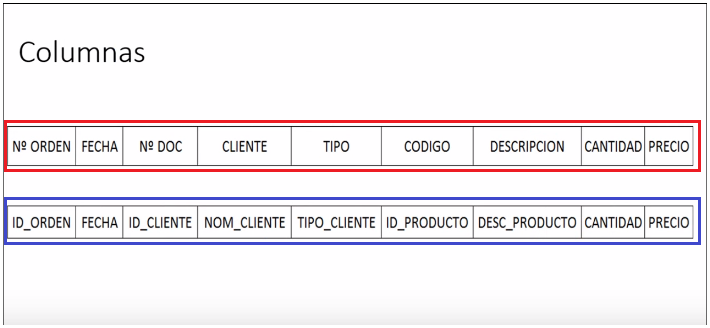 Columnas
Nº ORDEN FECHA Nº DOC CLIENTE TIPO CODIGO DESCRIPCION CANTIDAD PRECIO
ID_ORDEN FECHA ID_CLIENTE NOM_CLIENTE TIPO_CLIENTE ID_PRODUCTO DESC_PRODUCTO CANTIDAD PRECIO